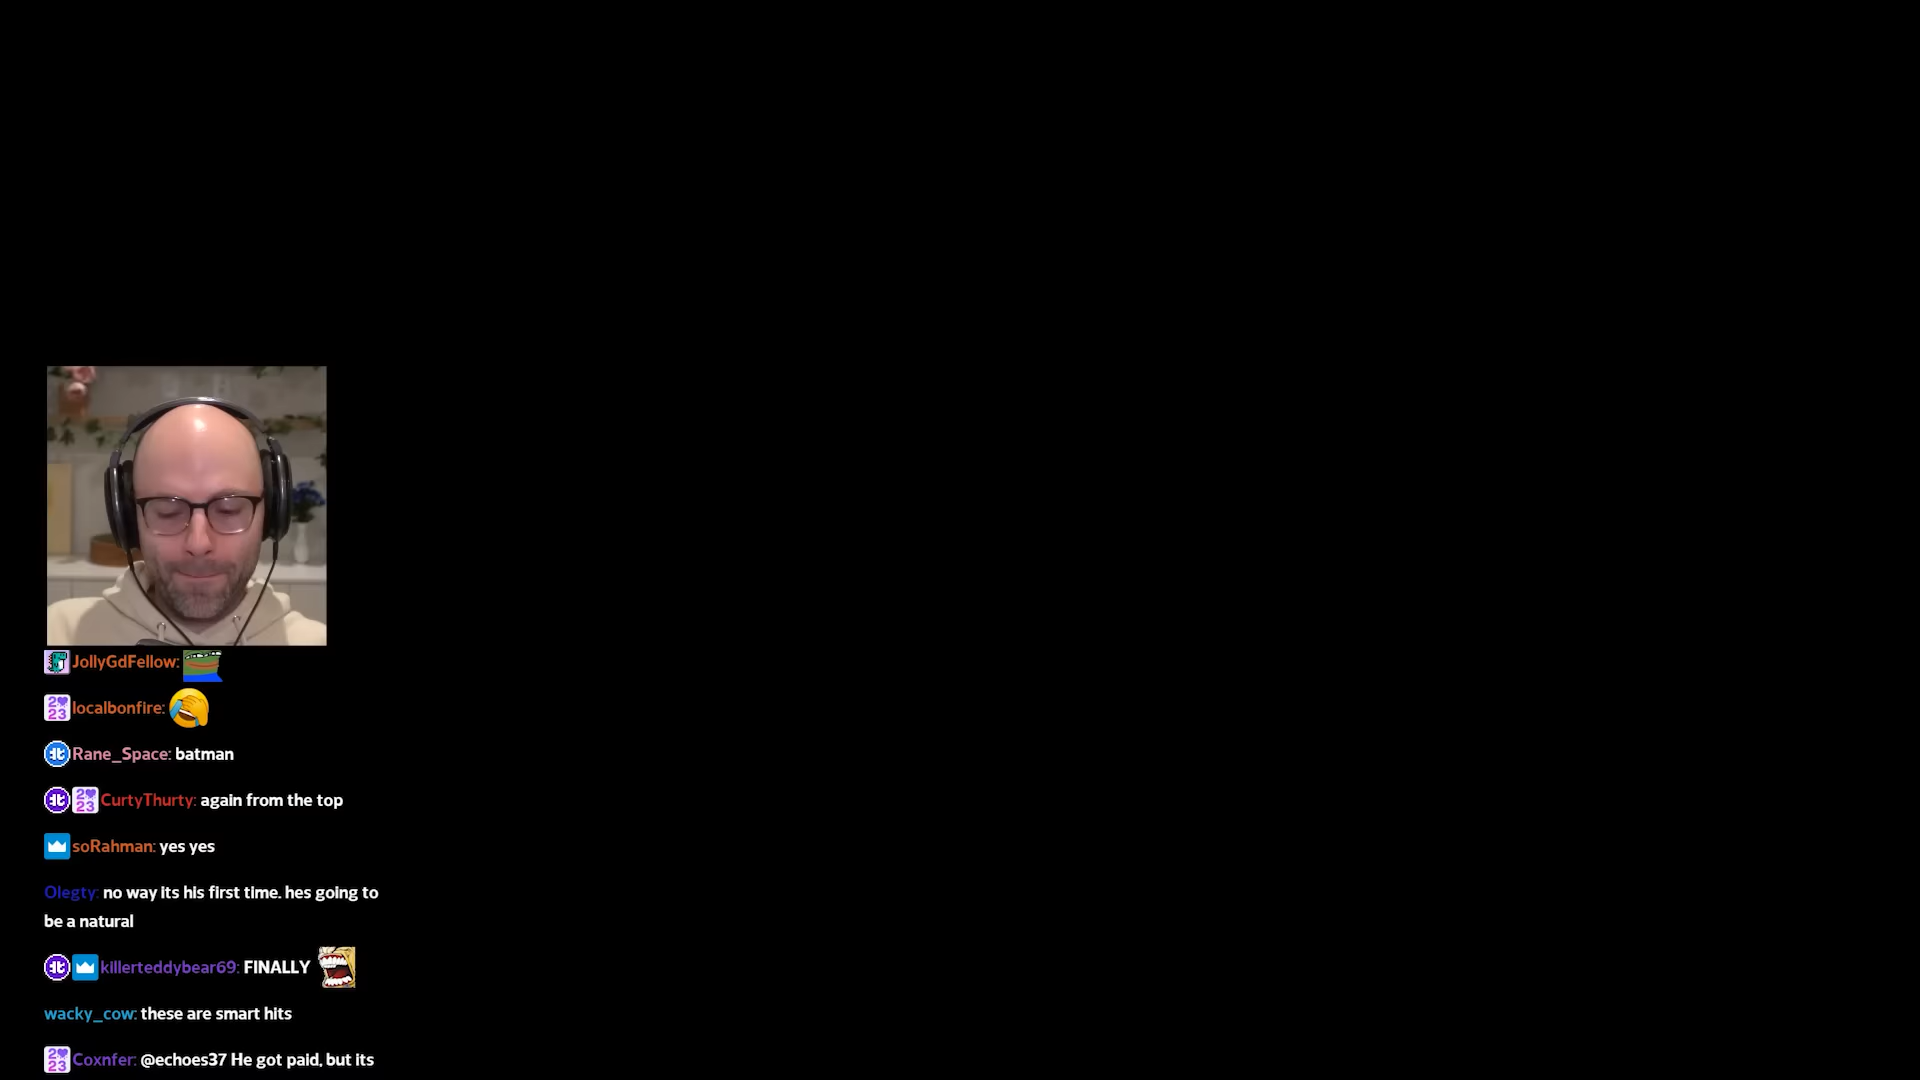 JollyGdFellow:
localbonfire:
Rane_Space: batman
CurtyThurty: again from the top
soRahman: yes yes
Olegty: no way its his first time. hes going to
be a natural
killerteddybear69: FINALLY
wacky_cow: these are smart hits
Coxnfer: @echoes37 He got paid, but its